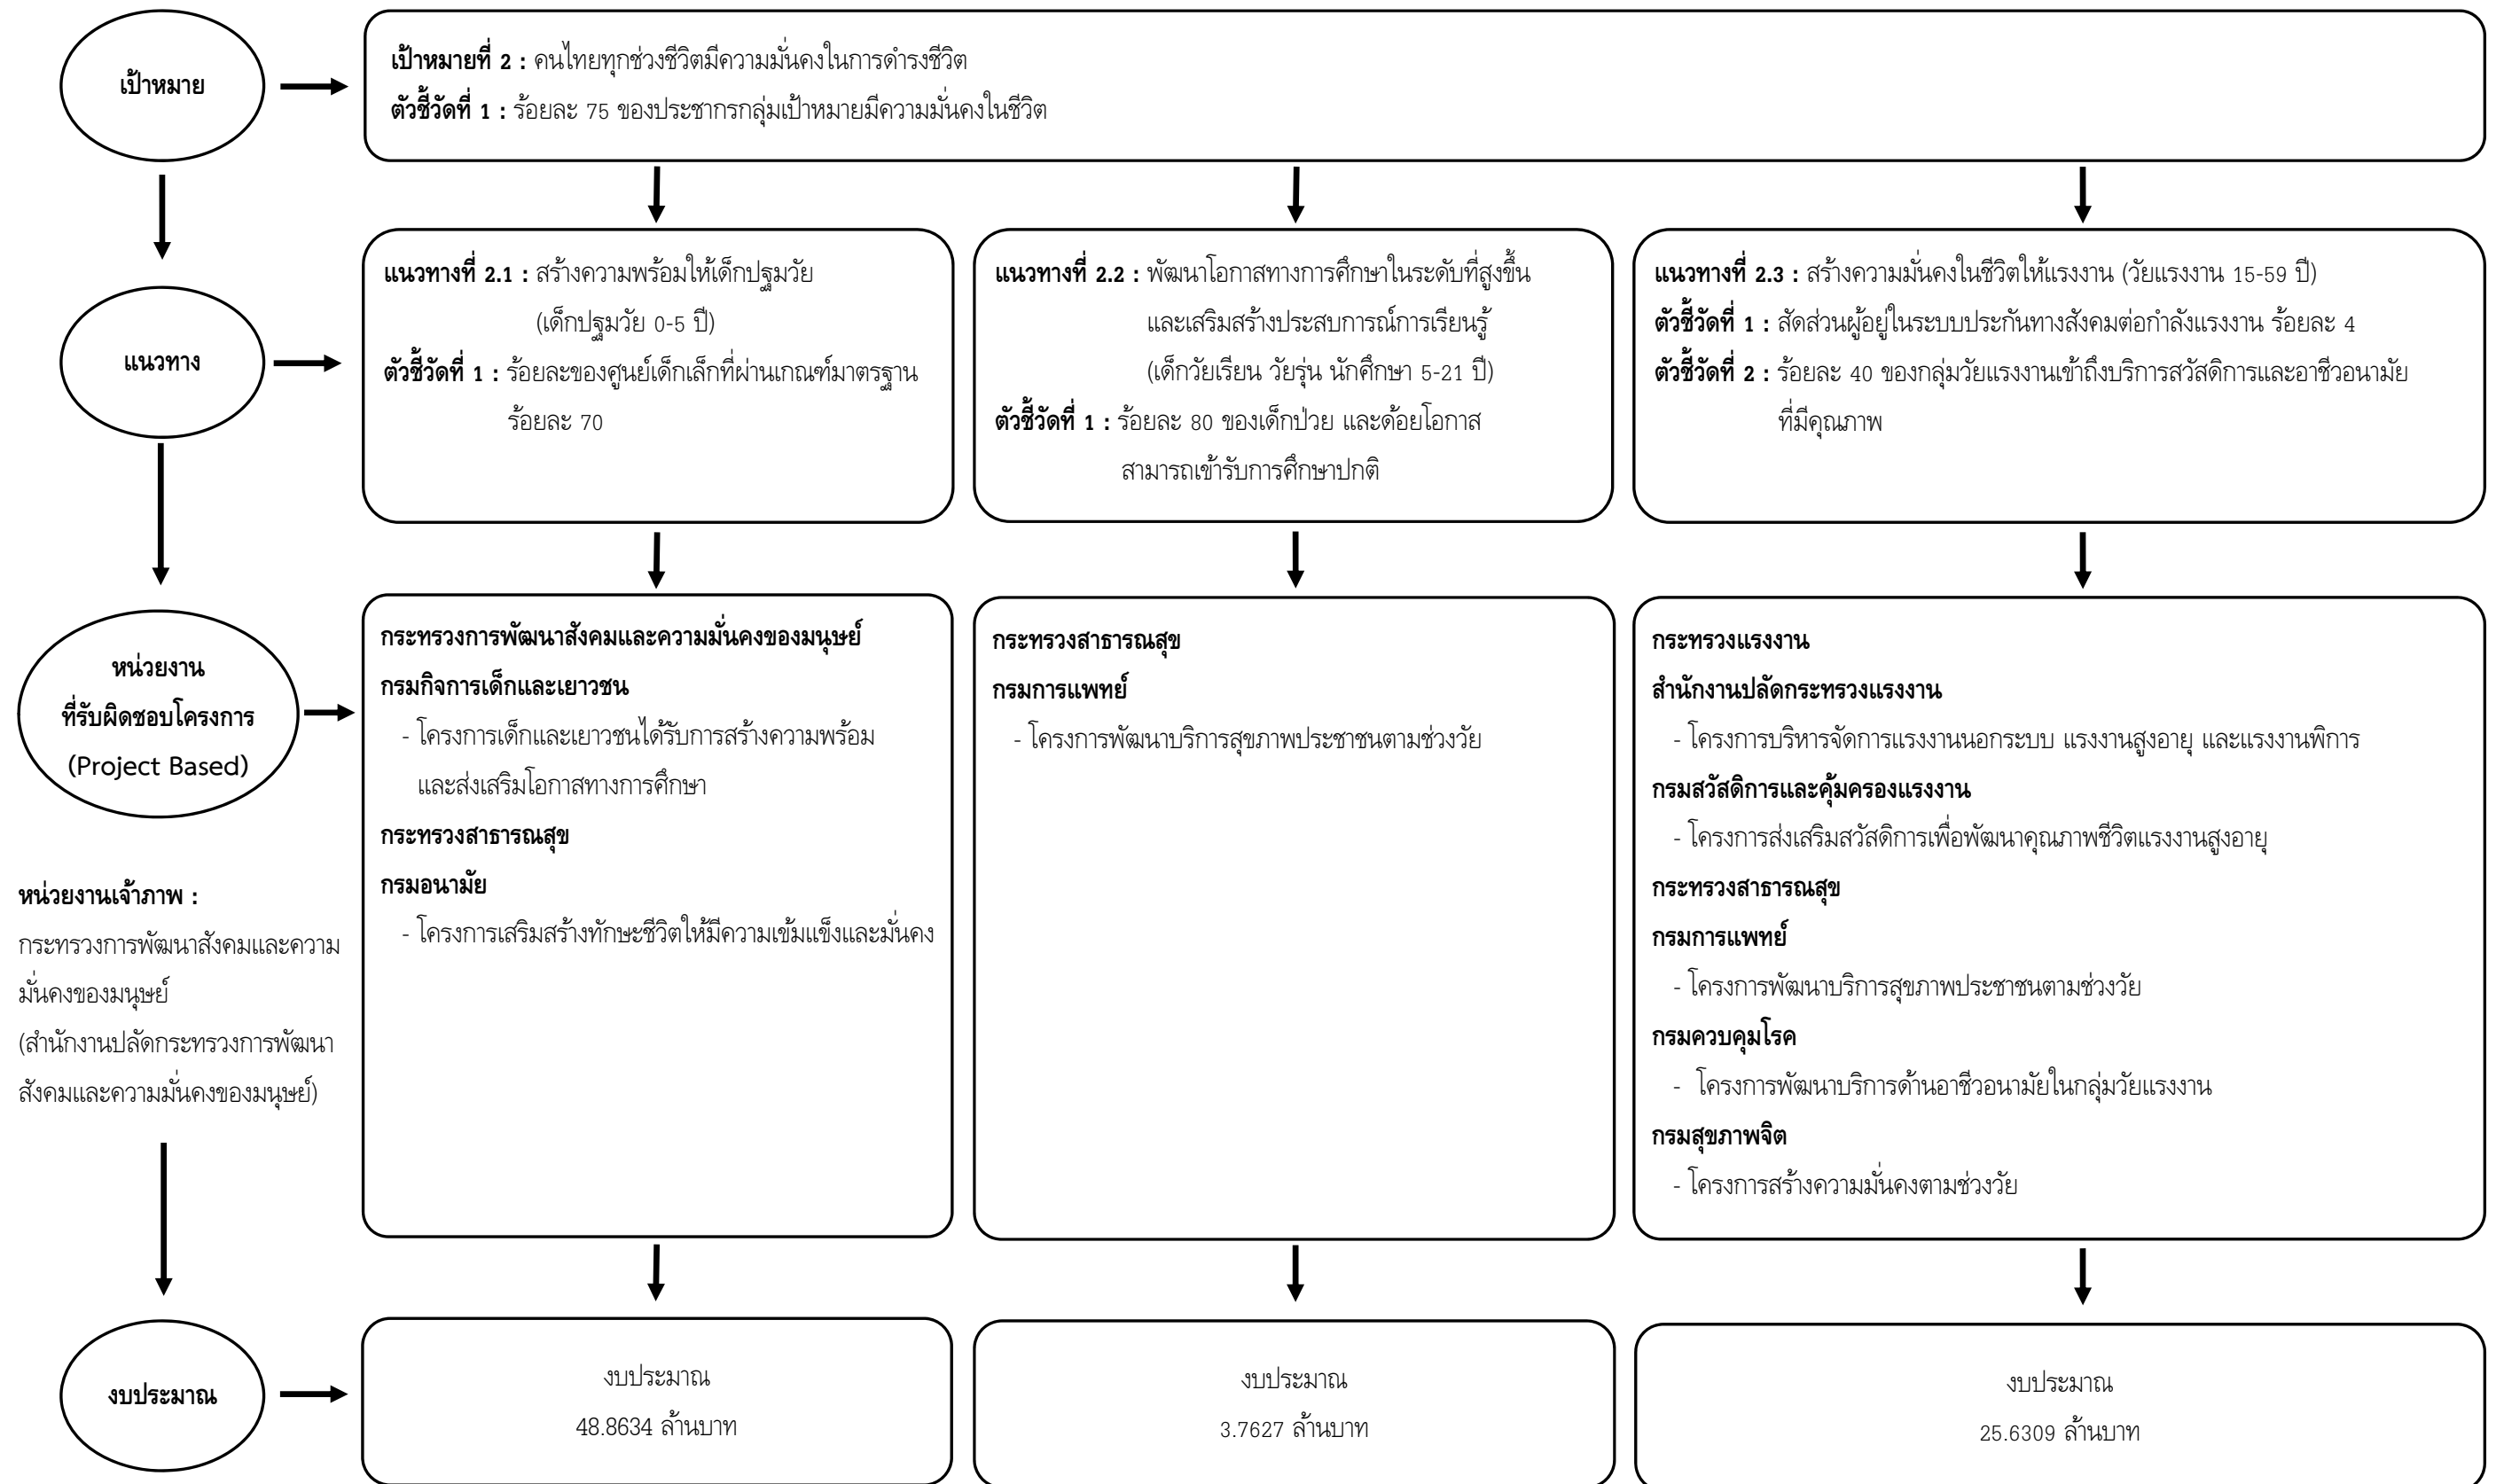 เป้าหมาย
เป้าหมายที่ 2 : คนไทยทุกช่วงชีวิตมีความมั่นคงในการดำรงชีวิต
ตัวชี้วัดที่ 1 : ร้อยละ 75 ของประชากรกลุ่มเป้าหมายมีความมั่นคงในชีวิต
แนวทาง
แนวทางที่ 2.1 : สร้างความพร้อมให้เด็กปฐมวัย
(เด็กปฐมวัย 0-5 ปี)
ตัวชี้วัดที่ 1 : ร้อยละของศูนย์เด็กเล็กที่ผ่านเกณฑ์มาตรฐาน
ร้อยละ 70
แนวทางที่ 2.2 : พัฒนาโอกาสทางการศึกษาในระดับที่สูงขึ้น
และเสริมสร้างประสบการณ์การเรียนรู้
(เด็กวัยเรียน วัยรุ่น นักศึกษา 5-21 ปี)
ตัวชี้วัดที่ 1 : ร้อยละ 80 ของเด็กป่วย และด้อยโอกาส
สามารถเข้ารับการศึกษาปกติ
แนวทางที่ 2.3 : สร้างความมั่นคงในชีวิตให้แรงงาน (วัยแรงงาน 15-59 ปี)
ตัวชี้วัดที่ 1 : สัดส่วนผู้อยู่ในระบบประกันทางสังคมต่อกำลังแรงงาน ร้อยละ 4
ตัวชี้วัดที่ 2 : ร้อยละ 40 ของกลุ่มวัยแรงงานเข้าถึงบริการสวัสดิการและอาชีวอนามัย
ที่มีคุณภาพ
หน่วยงาน
ที่รับผิดชอบโครงการ
(Project Based)
หน่วยงานเจ้าภาพ :
กระทรวงการพัฒนาสังคมและความ
มั่นคงของมนุษย์
(สำนักงานปลัดกระทรวงการพัฒนา
สังคมและความมั่นคงของมนุษย์)
กระทรวงการพัฒนาสังคมและความมั่นคงของมนุษย์
กรมกิจการเด็กและเยาวชน
- โครงการเด็กและเยาวชนได้รับการสร้างความพร้อม
และส่งเสริมโอกาสทางการศึกษา
กระทรวงสาธารณสุข
กรมอนามัย
- โครงการเสริมสร้างทักษะชีวิตให้มีความเข้มแข็งและมั่นคง
กระทรวงสาธารณสุข
กรมการแพทย์
- โครงการพัฒนาบริการสุขภาพประชาชนตามช่วงวัย
กระทรวงแรงงาน
สำนักงานปลัดกระทรวงแรงงาน
- โครงการบริหารจัดการแรงงานนอกระบบ แรงงานสูงอายุ และแรงงานพิการ
กรมสวัสดิการและคุ้มครองแรงงาน
- โครงการส่งเสริมสวัสดิการเพื่อพัฒนาคุณภาพชีวิตแรงงานสูงอายุ
กระทรวงสาธารณสุข
กรมการแพทย์
- โครงการพัฒนาบริการสุขภาพประชาชนตามช่วงวัย
กรมควบคุมโรค
- โครงการพัฒนาบริการด้านอาชีวอนามัยในกลุ่มวัยแรงงาน
กรมสุขภาพจิต
- โครงการสร้างความมั่นคงตามช่วงวัย
งบประมาณ
งบประมาณ
48.8634 ล้านบาท
งบประมาณ
3.7627 ล้านบาท
งบประมาณ
25.6309 ล้านบาท